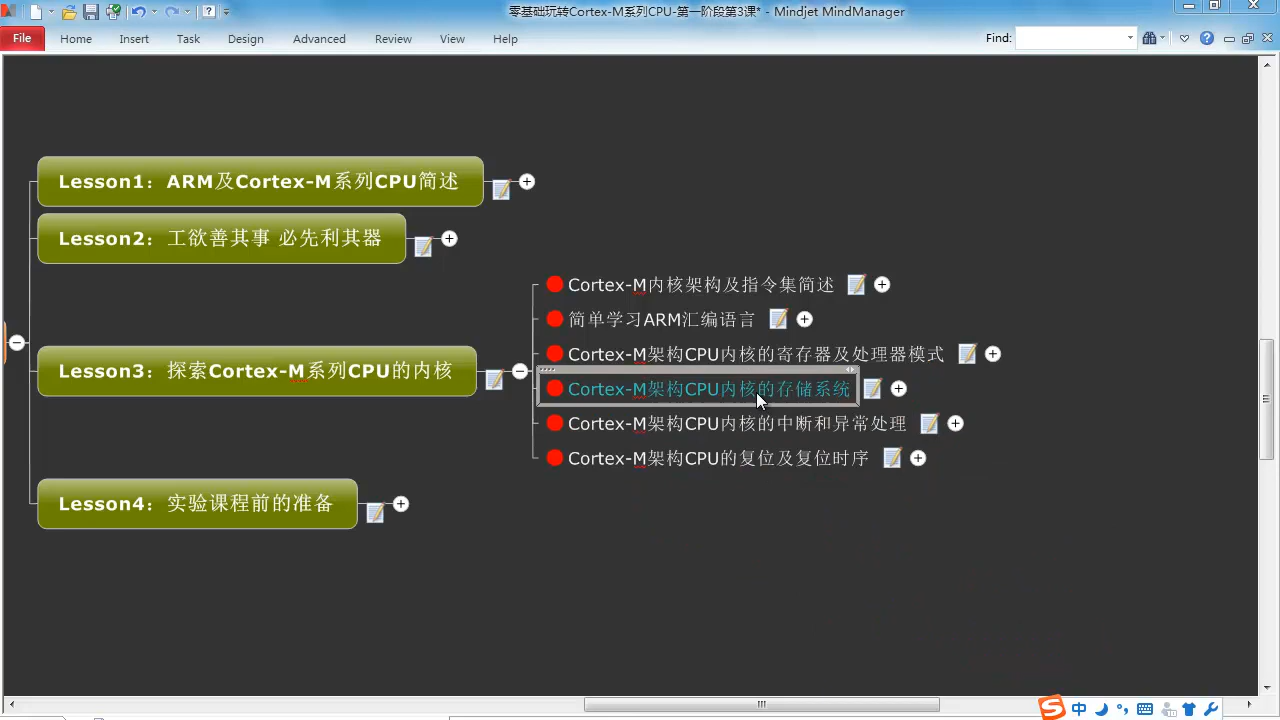 零基础玩转Cortex-M系列CPU-第一阶段第3课* - Mindjet MindManager
File Home Insert Task Design Advanced Review View Help Find:
Lesson1：ARM及Cortex-M系列CPU简述
Lesson2：工欲善其事 必先利其器
Cortex-M内核架构及指令集简述
简单学习ARM汇编语言
Cortex-M架构CPU内核的寄存器及处理器模式
Lesson3：探索Cortex-M系列CPU的内核
Cortex-M架构CPU内核的存储系统
Cortex-M架构CPU内核的中断和异常处理
Cortex-M架构CPU的复位及复位时序
Lesson4：实验课程前的准备
中